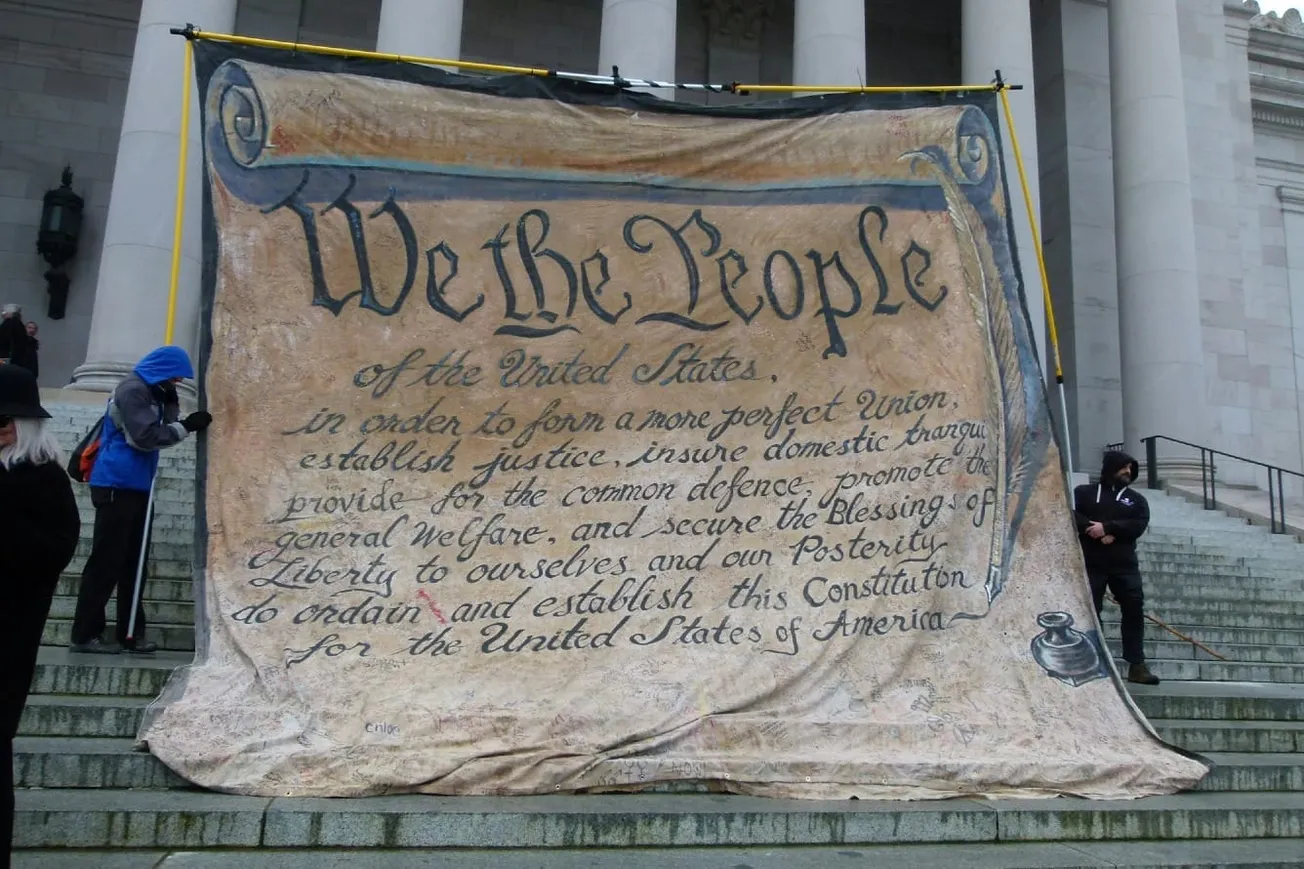 We the People
of the United States,
in order to form a more perfect Union,
establish justice, insure domestic tranqui
provide for the common defence, promote the
general Welfare, and secure the Blessings of
Liberty to ourselves and our Posterity
do ordain and establish this Constitution
for the United States of America